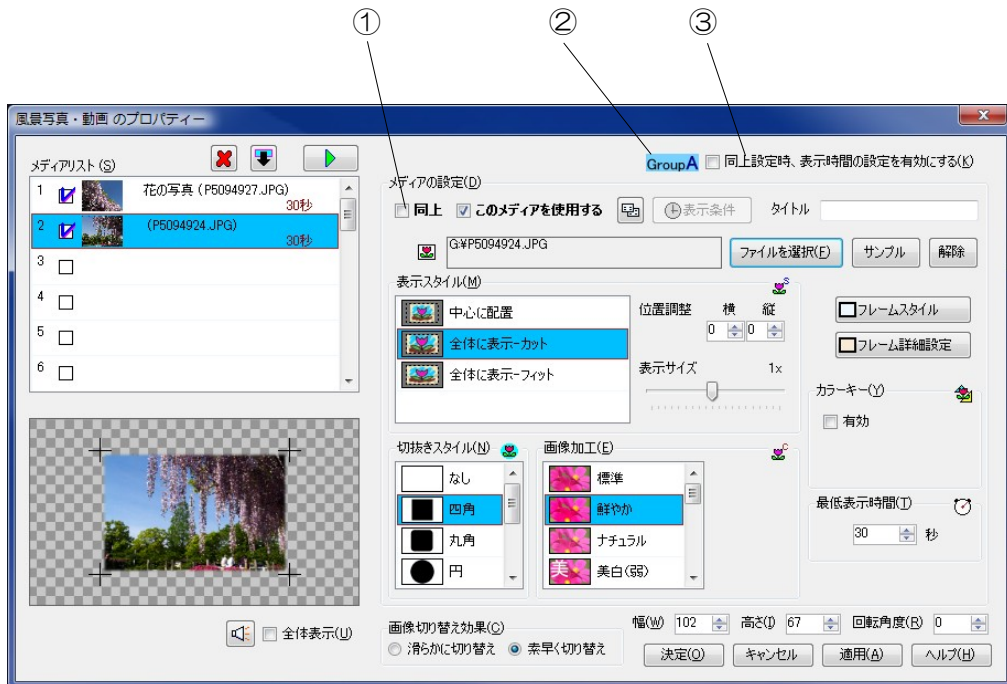 ① ② ③
風景写真・動画 のプロパティー
x
メディアリスト (S)
GroupA 同上設定時、表示時間の設定を有効にする(K)
1 花の写真 (P5094927.JPG)
30秒
2 (P5094924.JPG)
30秒
3
4
5
6
メディアの設定(D)
同上 このメディアを使用する 表示条件 タイトル
G:¥P5094924.JPG ファイルを選択(F) サンプル 解除
表示スタイル(M)
S
中心に配置
全体に表示-カット
全体に表示-フィット
位置調整 横 縦
0 0
表示サイズ 1x
フレームスタイル
フレーム詳細設定
カラーキー(Y)
有効
切抜きスタイル(N)
なし
四角
丸角
円
画像加工(E)
C
標準
鮮やか
ナチュラル
美 美白(弱)
最低表示時間(T)
30 秒
全体表示(U)
画像切り替え効果(C)
滑らかに切り替え 素早く切り替え
幅(W) 102 高さ(I) 67 回転角度(R) 0
決定(O) キャンセル 適用(A) ヘルプ(H)